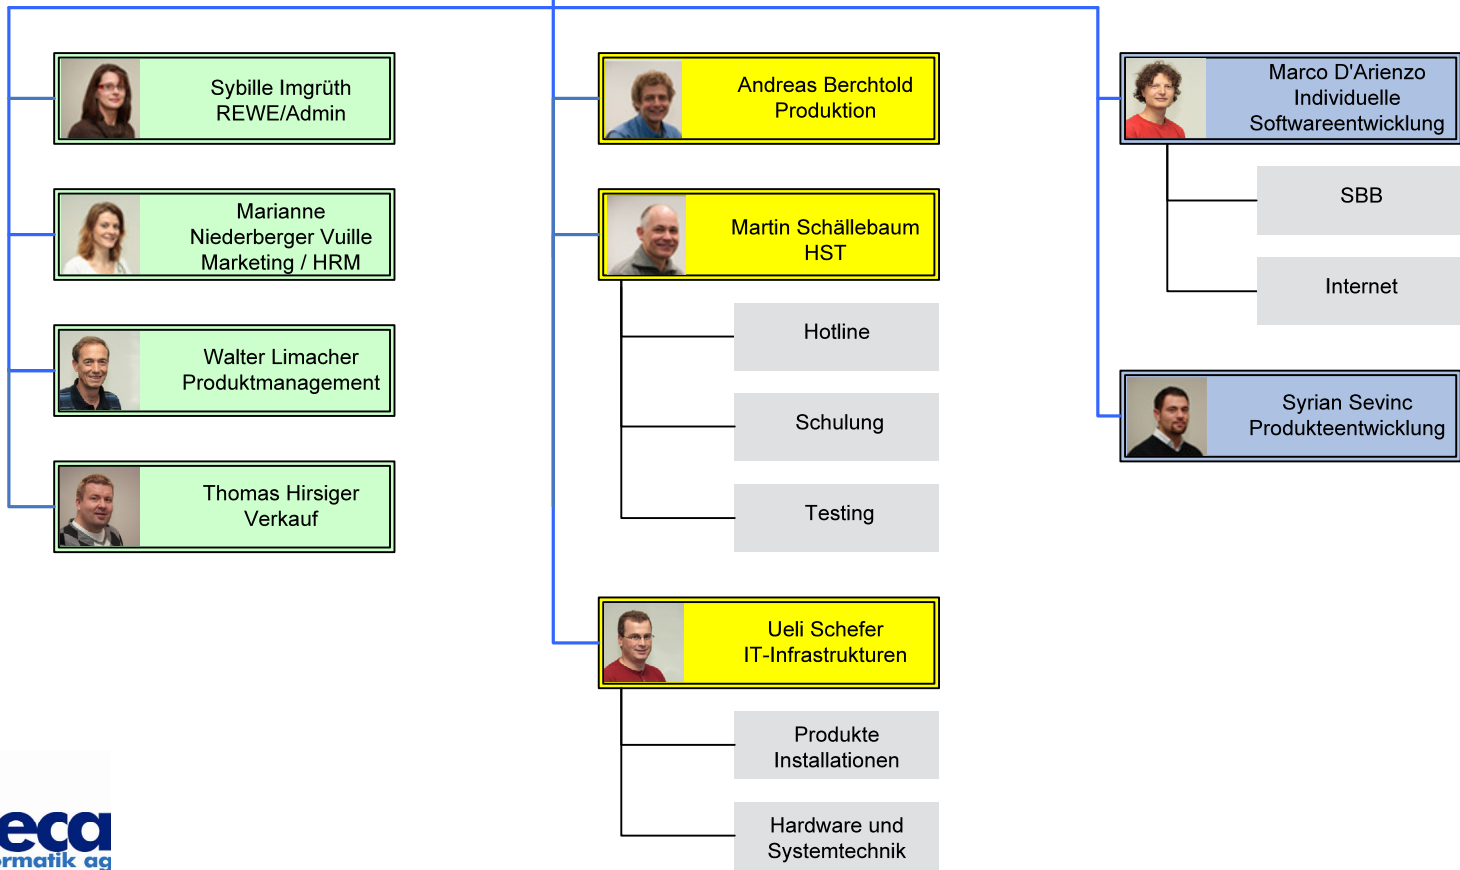 Sybille Imgrüth
REWE/Admin
Marianne
Niederberger Vuille
Marketing / HRM
Walter Limacher
Produktmanagement
Thomas Hirsiger
Verkauf
Andreas Berchtold
Produktion
Martin Schällebaum
HST
Hotline
Schulung
Testing
Ueli Schefer
IT-Infrastrukturen
Produkte
Installationen
Hardware und
Systemtechnik
Marco D'Arienzo
Individuelle
Softwareentwicklung
SBB
Internet
Syrian Sevinc
Produkteentwicklung
eca
ormatik ag